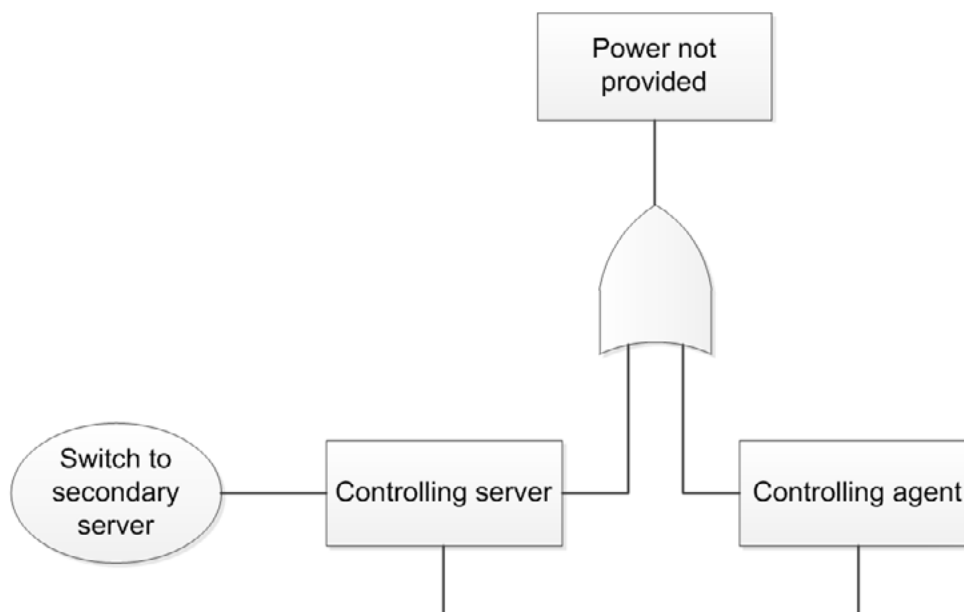 Power not
provided
Switch to
secondary
server
Controlling server
Controlling agent